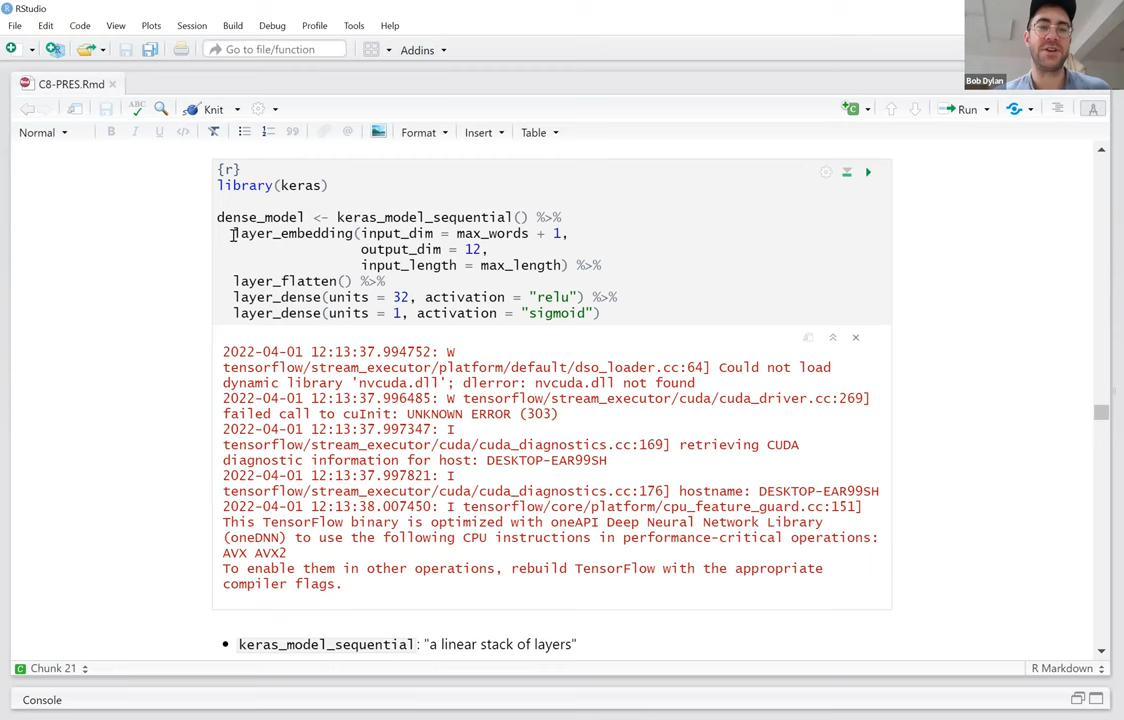 RStudio
File Edit Code View Plots Session Build Debug Profile Tools Help
Go to file/function Addins
Bob Dylan
C8-PRES.Rmd
ABC Knit Run
Normal B I U Format Insert Table
{r}
library(keras)
dense_model <- keras_model_sequential() %>%
layer_embedding(input_dim = max_words + 1,
output_dim = 12,
input_length = max_length) %>%
layer_flatten() %>%
layer_dense(units = 32, activation = "relu") %>%
layer_dense(units = 1, activation = "sigmoid")
2022-04-01 12:13:37.994752: W
tensorflow/stream_executor/platform/default/dso_loader.cc:64] Could not load
dynamic library 'nvcuda.dll'; dlerror: nvcuda.dll not found
2022-04-01 12:13:37.996485: W tensorflow/stream_executor/cuda/cuda_driver.cc:269]
failed call to cuInit: UNKNOWN ERROR (303)
2022-04-01 12:13:37.997347: I
tensorflow/stream_executor/cuda/cuda_diagnostics.cc:169] retrieving CUDA
diagnostic information for host: DESKTOP-EAR99SH
2022-04-01 12:13:37.997821: I
tensorflow/stream_executor/cuda/cuda_diagnostics.cc:176] hostname: DESKTOP-EAR99SH
2022-04-01 12:13:38.007450: I tensorflow/core/platform/cpu_feature_guard.cc:151]
This TensorFlow binary is optimized with oneAPI Deep Neural Network Library
(oneDNN) to use the following CPU instructions in performance-critical operations:
AVX AVX2
To enable them in other operations, rebuild TensorFlow with the appropriate
compiler flags.
• keras_model_sequential: "a linear stack of layers"
Chunk 21 R Markdown
Console